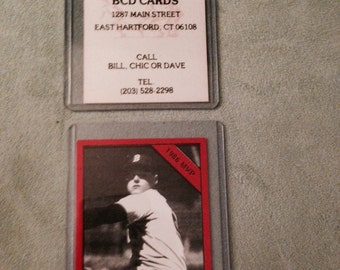 BCD CARDS
1287 MAIN STREET
EAST HARTFORD, CT 06108
CALL
BILL, CHIC OR DAVE
TEL
(203) 528-2298
1986 MVP
B